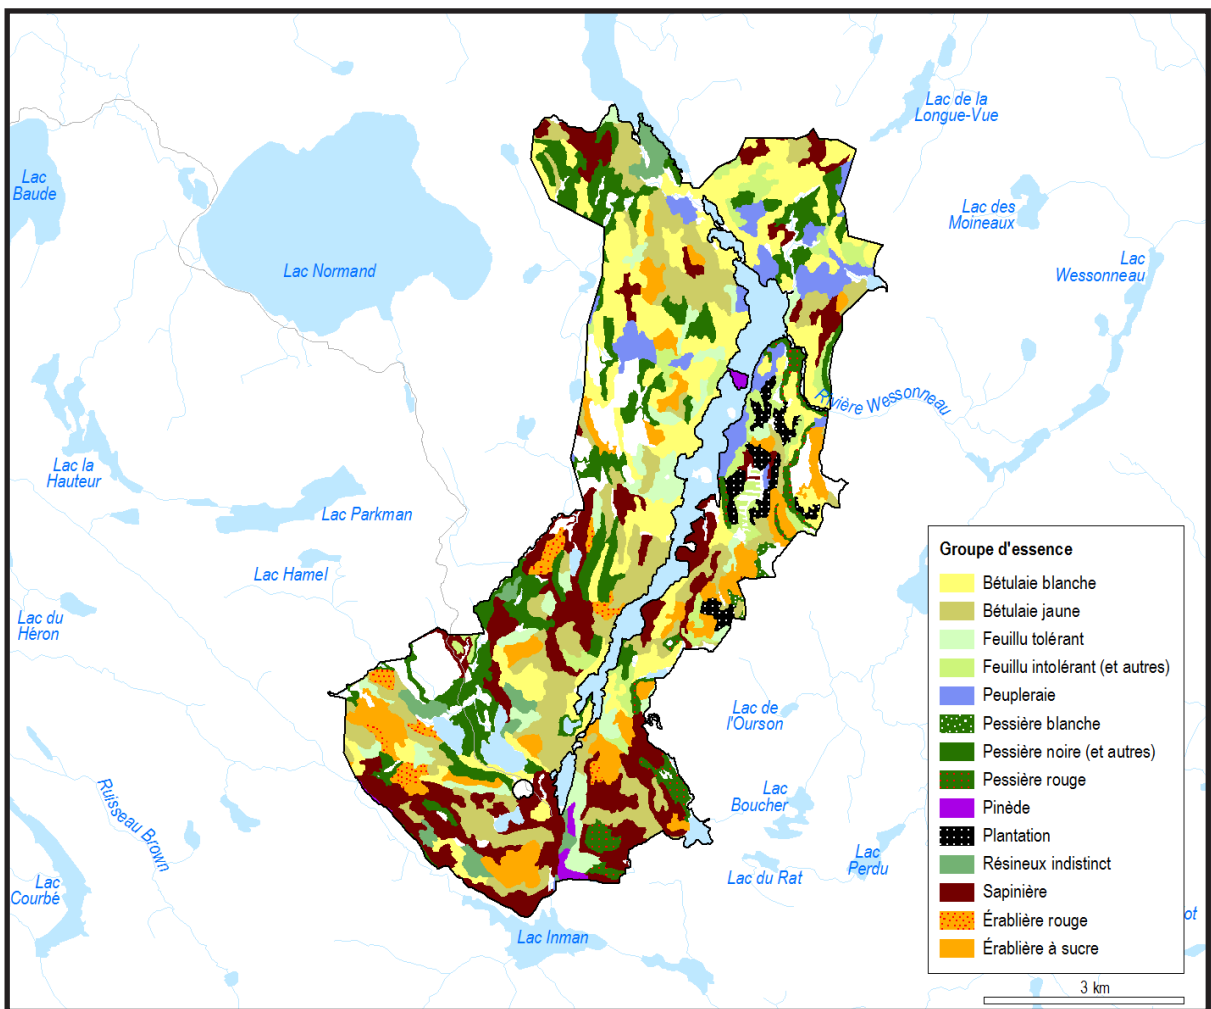 Lac de la
Longue-Vue
Lac
Baude
Lac des
Moineaux
Lac
Wessonneau
Lac Normand
Rivière Wessonneau
Lac la
Hauteur
Lac Parkman
Lac Hamel
Lac du
Héron
Lac de
l'Ourson
Lac
Boucher
Ruisseau Brown
Lac
Perdu
Lac du Rat
Lac
Courbé
Lac Inman
ot
Groupe d'essence
Bétulaie blanche
Bétulaie jaune
Feuillu tolérant
Feuillu intolérant (et autres)
Peupleraie
Pessière blanche
Pessière noire (et autres)
Pessière rouge
Pinède
Plantation
Résineux indistinct
Sapinière
Érablière rouge
Érablière à sucre
3 km